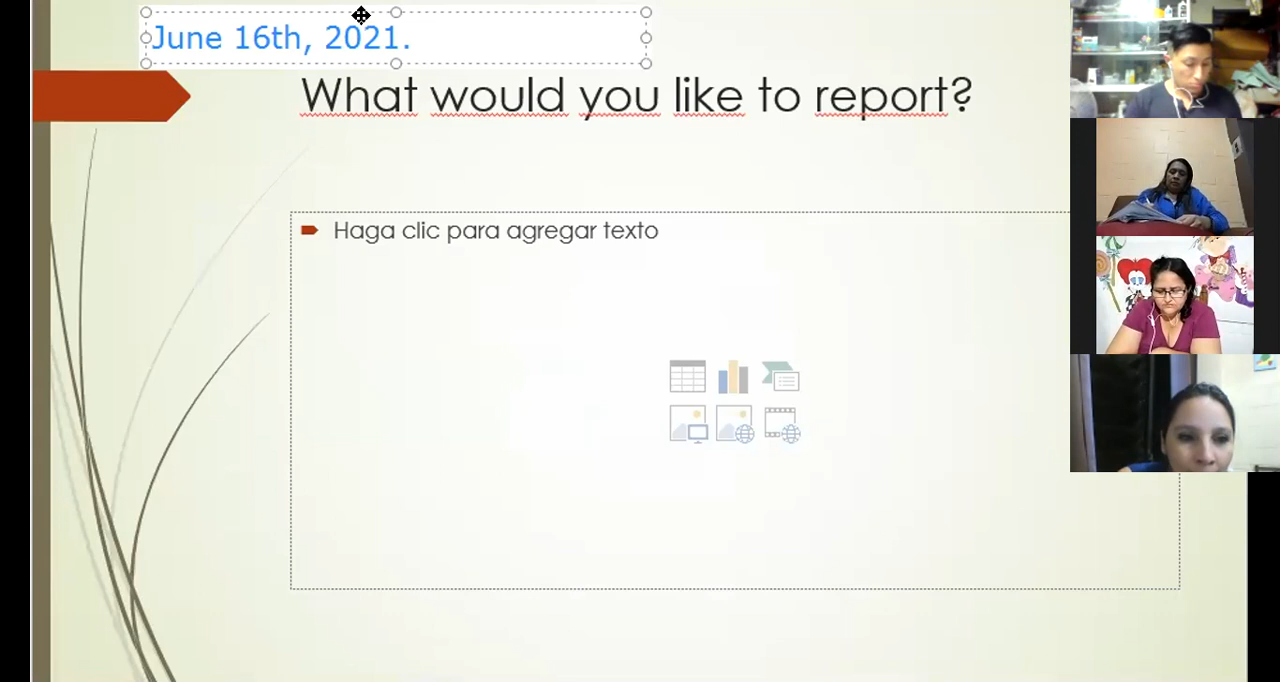 June 16th, 2021.
What would you like to report?
Haga clic para agregar texto